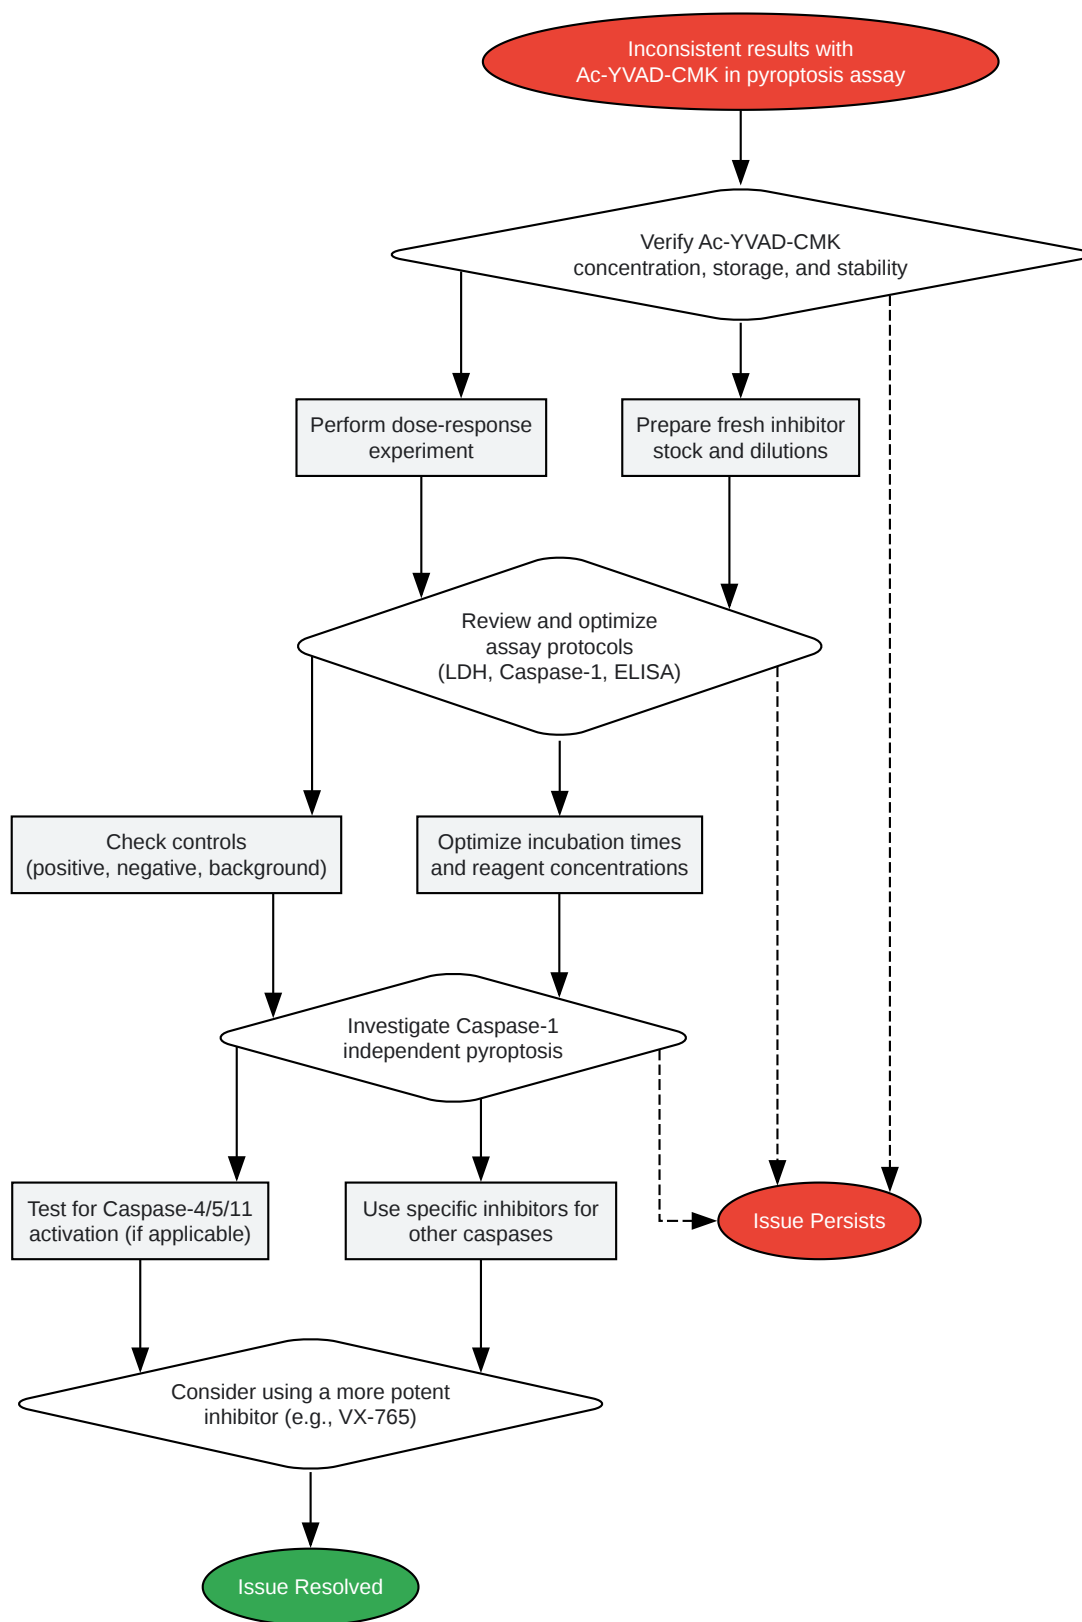 Inconsistent results with
Ac-YVAD-CMK in pyroptosis assay
Verify Ac-YVAD-CMK
concentration, storage, and stability
Perform dose-response
experiment
Prepare fresh inhibitor
stock and dilutions
Review and optimize
assay protocols
(LDH, Caspase-1, ELISA)
Check controls
(positive, negative, background)
Optimize incubation times
and reagent concentrations
Investigate Caspase-1
independent pyroptosis
Test for Caspase-4/5/11
activation (if applicable)
Use specific inhibitors for
other caspases
Issue Persists
Consider using a more potent
inhibitor (e.g., VX-765)
Issue Resolved